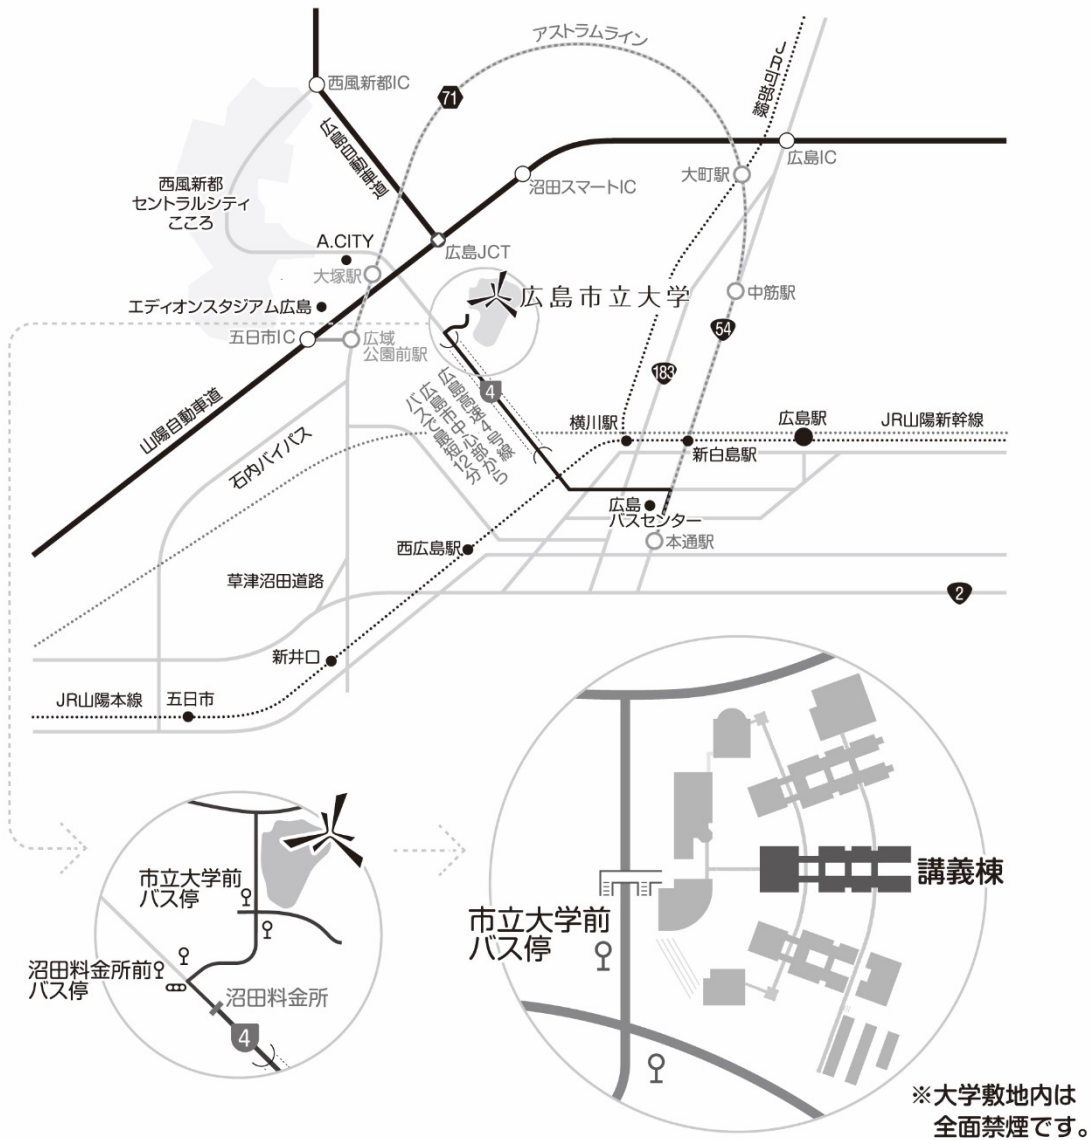 アストラムライン
JR可部線
西風新都IC
71
広島自動車道
広島IC
大町駅
沼田スマートIC
西風新都
セントラルシティ
こころ
A.CITY
広島JCT
大塚駅
広島市立大学
中筋駅
エディオンスタジアム広島
五日市IC
広域
公園前駅
54
183
4
広島高速4号線
広島市中心部から
バスで最短12分
山陽自動車道
石内バイパス
横川駅
広島駅
JR山陽新幹線
新白島駅
広島
バスセンター
本通駅
西広島駅
草津沼田道路
2
新井口
JR山陽本線
五日市
市立大学前
バス停
沼田料金所前
バス停
沼田料金所
4
講義棟
市立大学前
バス停
※大学敷地内は
全面禁煙です。